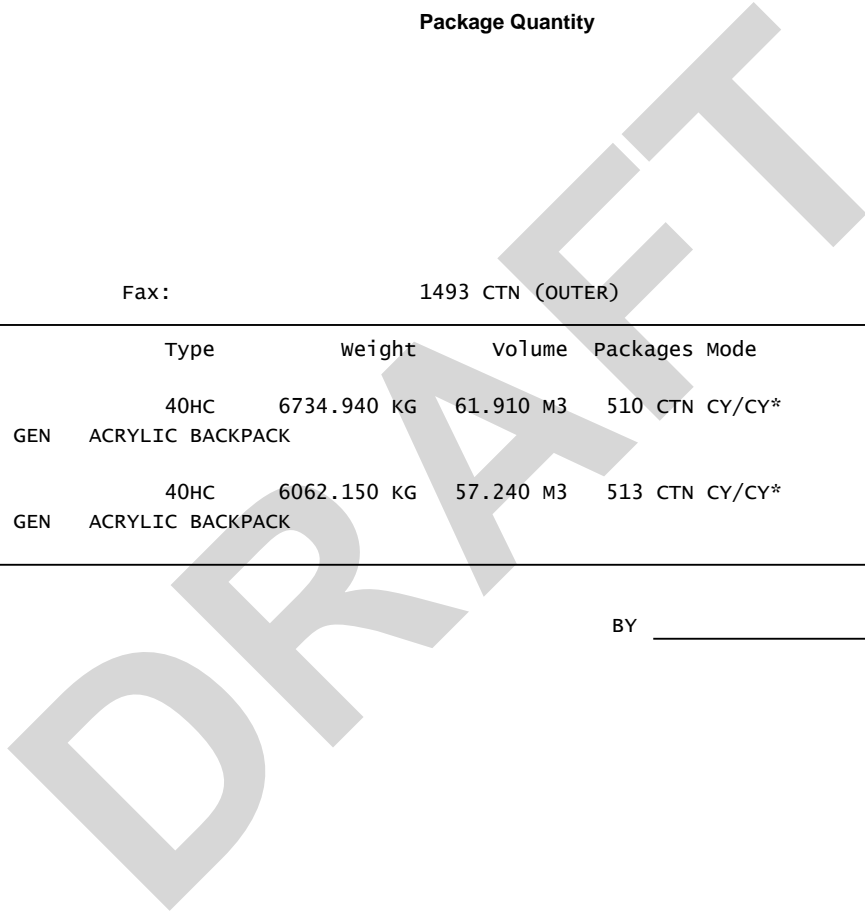 Package Quantity
Fax: 1493 CTN (OUTER)
Type Weight Volume Packages Mode
40HC 6734.940 KG 61.910 M3 510 CTN CY/CY*
GEN ACRYLIC BACKPACK
40HC 6062.150 KG 57.240 M3 513 CTN CY/CY*
GEN ACRYLIC BACKPACK
BY
DRAFT